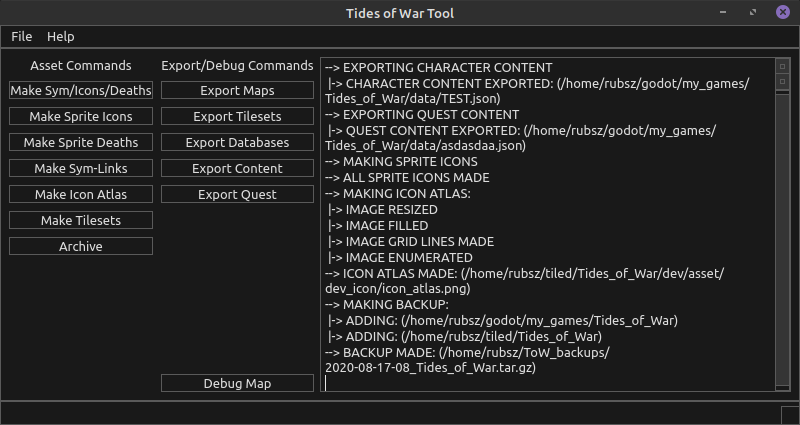 Tides of War Tool
File Help
Asset Commands
Make Sym/Icons/Deaths
Make Sprite Icons
Make Sprite Deaths
Make Sym-Links
Make Icon Atlas
Make Tilesets
Archive
Export/Debug Commands
Export Maps
Export Tilesets
Export Databases
Export Content
Export Quest
Debug Map
--> EXPORTING CHARACTER CONTENT
|-> CHARACTER CONTENT EXPORTED: (/home/rubsz/godot/my_games/
Tides_of_War/data/TEST.json)
--> EXPORTING QUEST CONTENT
|-> QUEST CONTENT EXPORTED: (/home/rubsz/godot/my_games/
Tides_of_War/data/asdasdaa.json)
--> MAKING SPRITE ICONS
--> ALL SPRITE ICONS MADE
--> MAKING ICON ATLAS:
|-> IMAGE RESIZED
|-> IMAGE FILLED
|-> IMAGE GRID LINES MADE
|-> IMAGE ENUMERATED
--> ICON ATLAS MADE: (/home/rubsz/tiled/Tides_of_War/dev/asset/
dev_icon/icon_atlas.png)
--> MAKING BACKUP:
|-> ADDING: (/home/rubsz/godot/my_games/Tides_of_War)
|-> ADDING: (/home/rubsz/tiled/Tides_of_War)
--> BACKUP MADE: (/home/rubsz/ToW_backups/
2020-08-17-08_Tides_of_War.tar.gz)